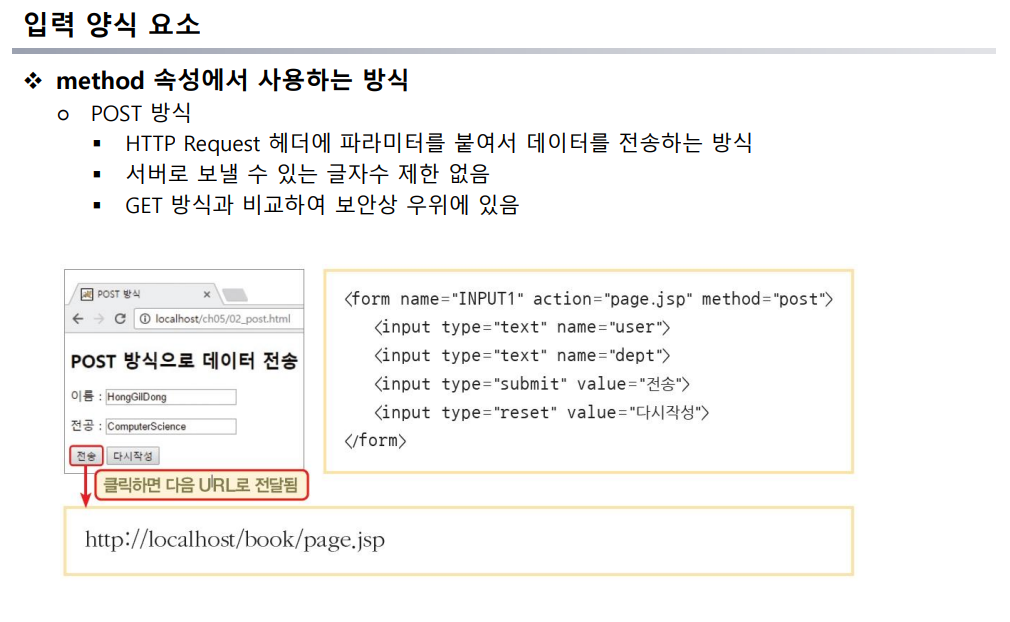 입력 양식 요소
❖ method 속성에서 사용하는 방식
o POST 방식
▪ HTTP Request 헤더에 파라미터를 붙여서 데이터를 전송하는 방식
▪ 서버로 보낼 수 있는 글자수 제한 없음
▪ GET 방식과 비교하여 보안상 우위에 있음
POST 방식 ×
localhost/ch05/02_post.html
POST 방식으로 데이터 전송
이름 : HongGilDong
전공 : ComputerScience
전송 다시작성
클릭하면 다음 URL로 전달됨
<form name="INPUT1" action="page.jsp" method="post">
<input type="text" name="user">
<input type="text" name="dept">
<input type="submit" value="전송">
<input type="reset" value="다시작성">
</form>
http://localhost/book/page.jsp